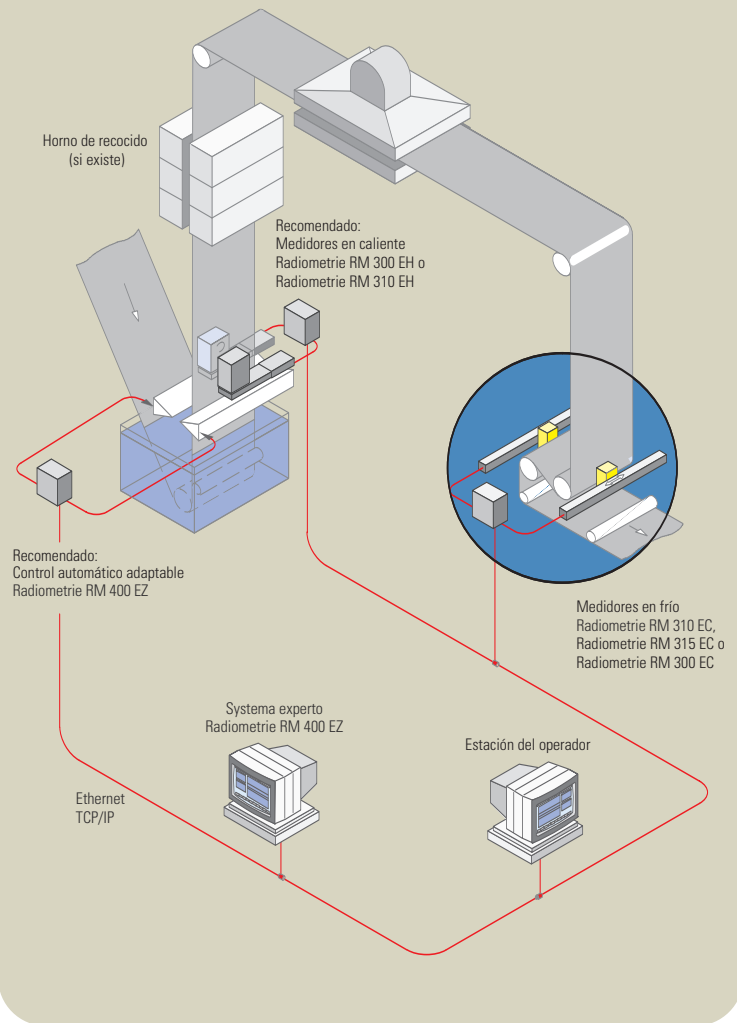 Horno de recocido
(si existe)
Recomendado:
Medidores en caliente
Radiometrie RM 300 EH o
Radiometrie RM 310 EH
Recomendado:
Control automático adaptable
Radiometrie RM 400 EZ
Medidores en frío
Radiometrie RM 310 EC,
Radiometrie RM 315 EC o
Radiometrie RM 300 EC
Systema experto
Radiometrie RM 400 EZ
Estación del operador
Ethernet
TCP/IP